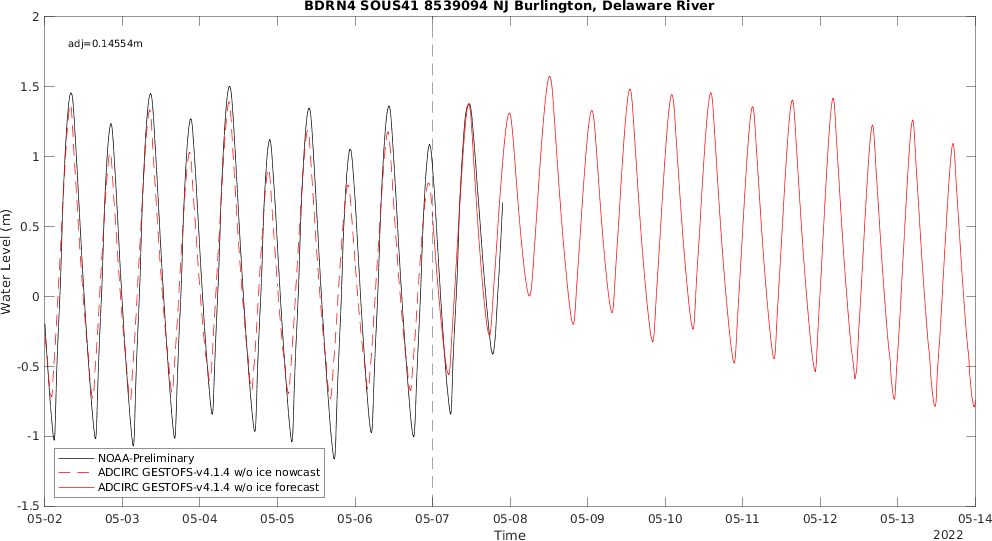 BDRN4 SOUS41 8539094 NJ Burlington, Delaware River
adj=0.14554m
2
1.5
1
0.5
0
-0.5
-1
-1.5
Water Level (m)
NOAA-Preliminary
ADCIRC GESTOFS-v4.1.4 w/o ice nowcast
ADCIRC GESTOFS-v4.1.4 w/o ice forecast
05-02 05-03 05-04 05-05 05-06 05-07 05-08 05-09 05-10 05-11 05-12 05-13 05-14
Time
2022